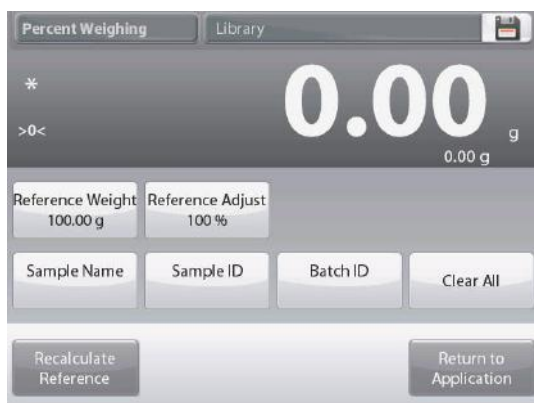 Percent Weighing
Library
*
0.00 g
>0<
0.00 g
Reference Weight
100.00 g
Reference Adjust
100 %
Sample Name
Sample ID
Batch ID
Clear All
Recalculate
Reference
Return to
Application